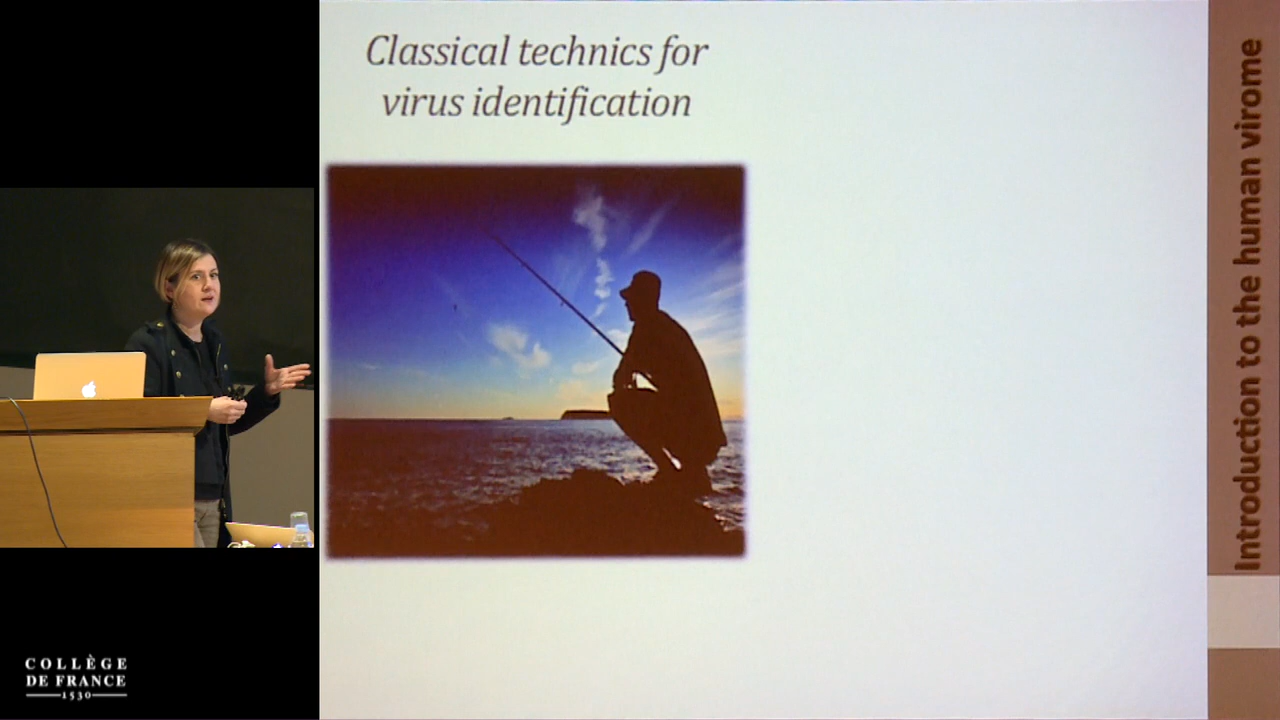 Classical technics for
virus identification
Introduction to the human virome
COLLÈGE
DE FRANCE
1530